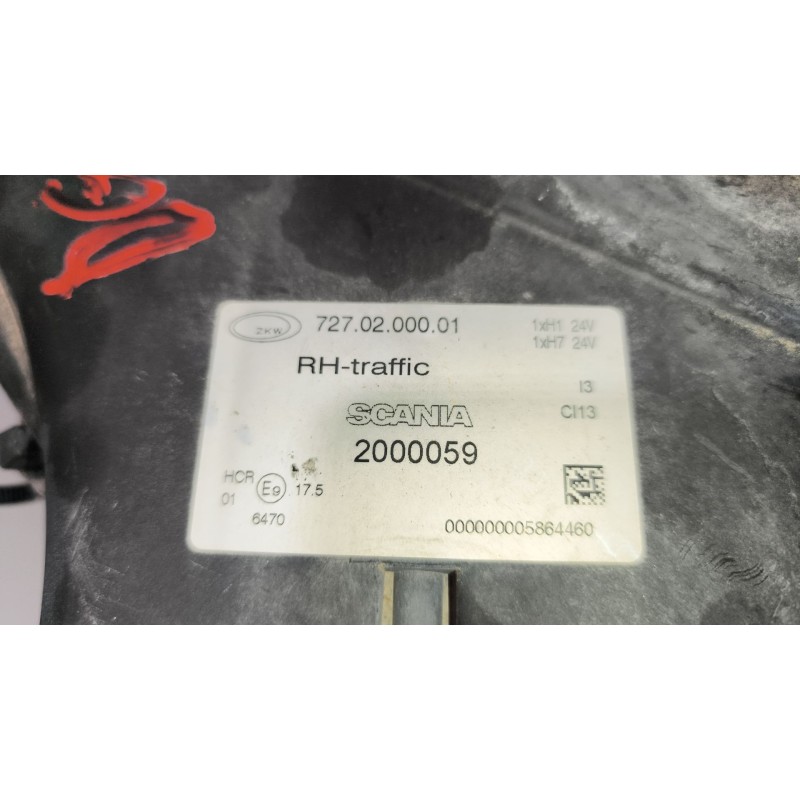 ZKW 727.02.000.01 1xH1 24V
1xH7 24V
RH-traffic
I3
SCANIA CI13
2000059
HCR
01 E9 17.5
6470 000000005864460